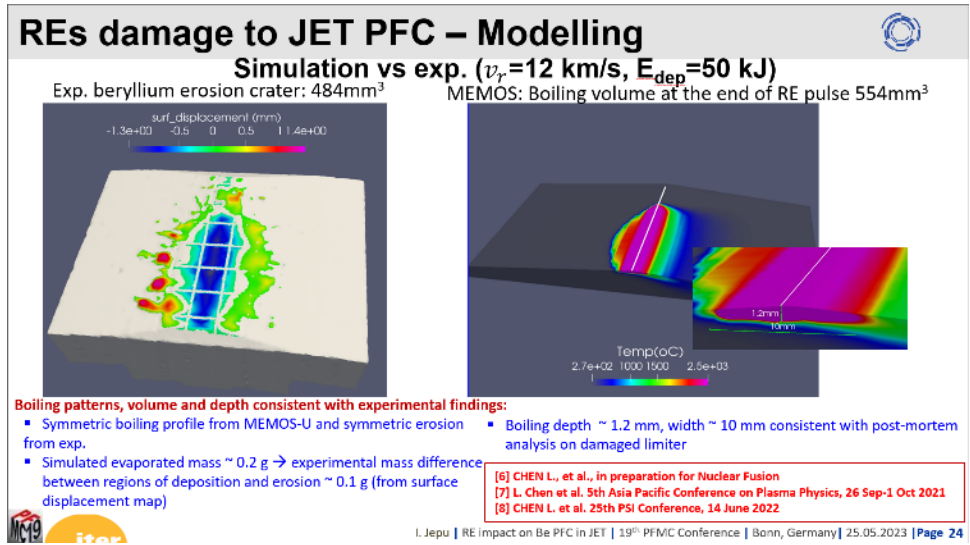 REs damage to JET PFC – Modelling
Simulation vs exp. (vᵣ=12 km/s, E_dep=50 kJ)
Exp. beryllium erosion crater: 484mm³
MEMOS: Boiling volume at the end of RE pulse 554mm³
surf_displacement (mm)
-1.3e+00 -0.5 0 0.5 1 1.4e+00
1.2mm
10mm
Temp(oC)
2.7e+02 1000 1500 2.5e+03
Boiling patterns, volume and depth consistent with experimental findings:
▪ Symmetric boiling profile from MEMOS-U and symmetric erosion
from exp.
▪ Simulated evaporated mass ~ 0.2 g → experimental mass difference
between regions of deposition and erosion ~ 0.1 g (from surface
displacement map)
▪ Boiling depth ~ 1.2 mm, width ~ 10 mm consistent with post-mortem
analysis on damaged limiter
[6] CHEN L., et al., in preparation for Nuclear Fusion
[7] L. Chen et al. 5th Asia Pacific Conference on Plasma Physics, 26 Sep-1 Oct 2021
[8] CHEN L. et al. 25th PSI Conference, 14 June 2022
iter
I. Jepu | RE impact on Be PFC in JET | 19th PFMC Conference | Bonn, Germany| 25.05.2023 |Page 24